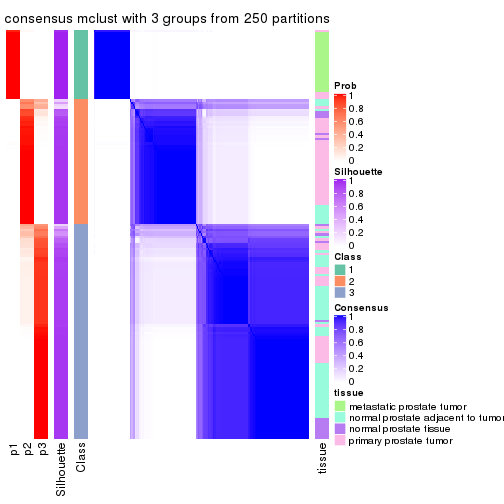 consensus mclust with 3 groups from 250 partitions
Prob
1
0.8
0.6
0.4
0.2
0
Silhouette
1
0.8
0.6
0.4
0.2
0
Class
1
2
3
Consensus
1
0.8
0.6
0.4
0.2
0
tissue
metastatic prostate tumor
normal prostate adjacent to tumor
normal prostate tissue
primary prostate tumor
p1
p2
p3
Silhouette
Class
tissue